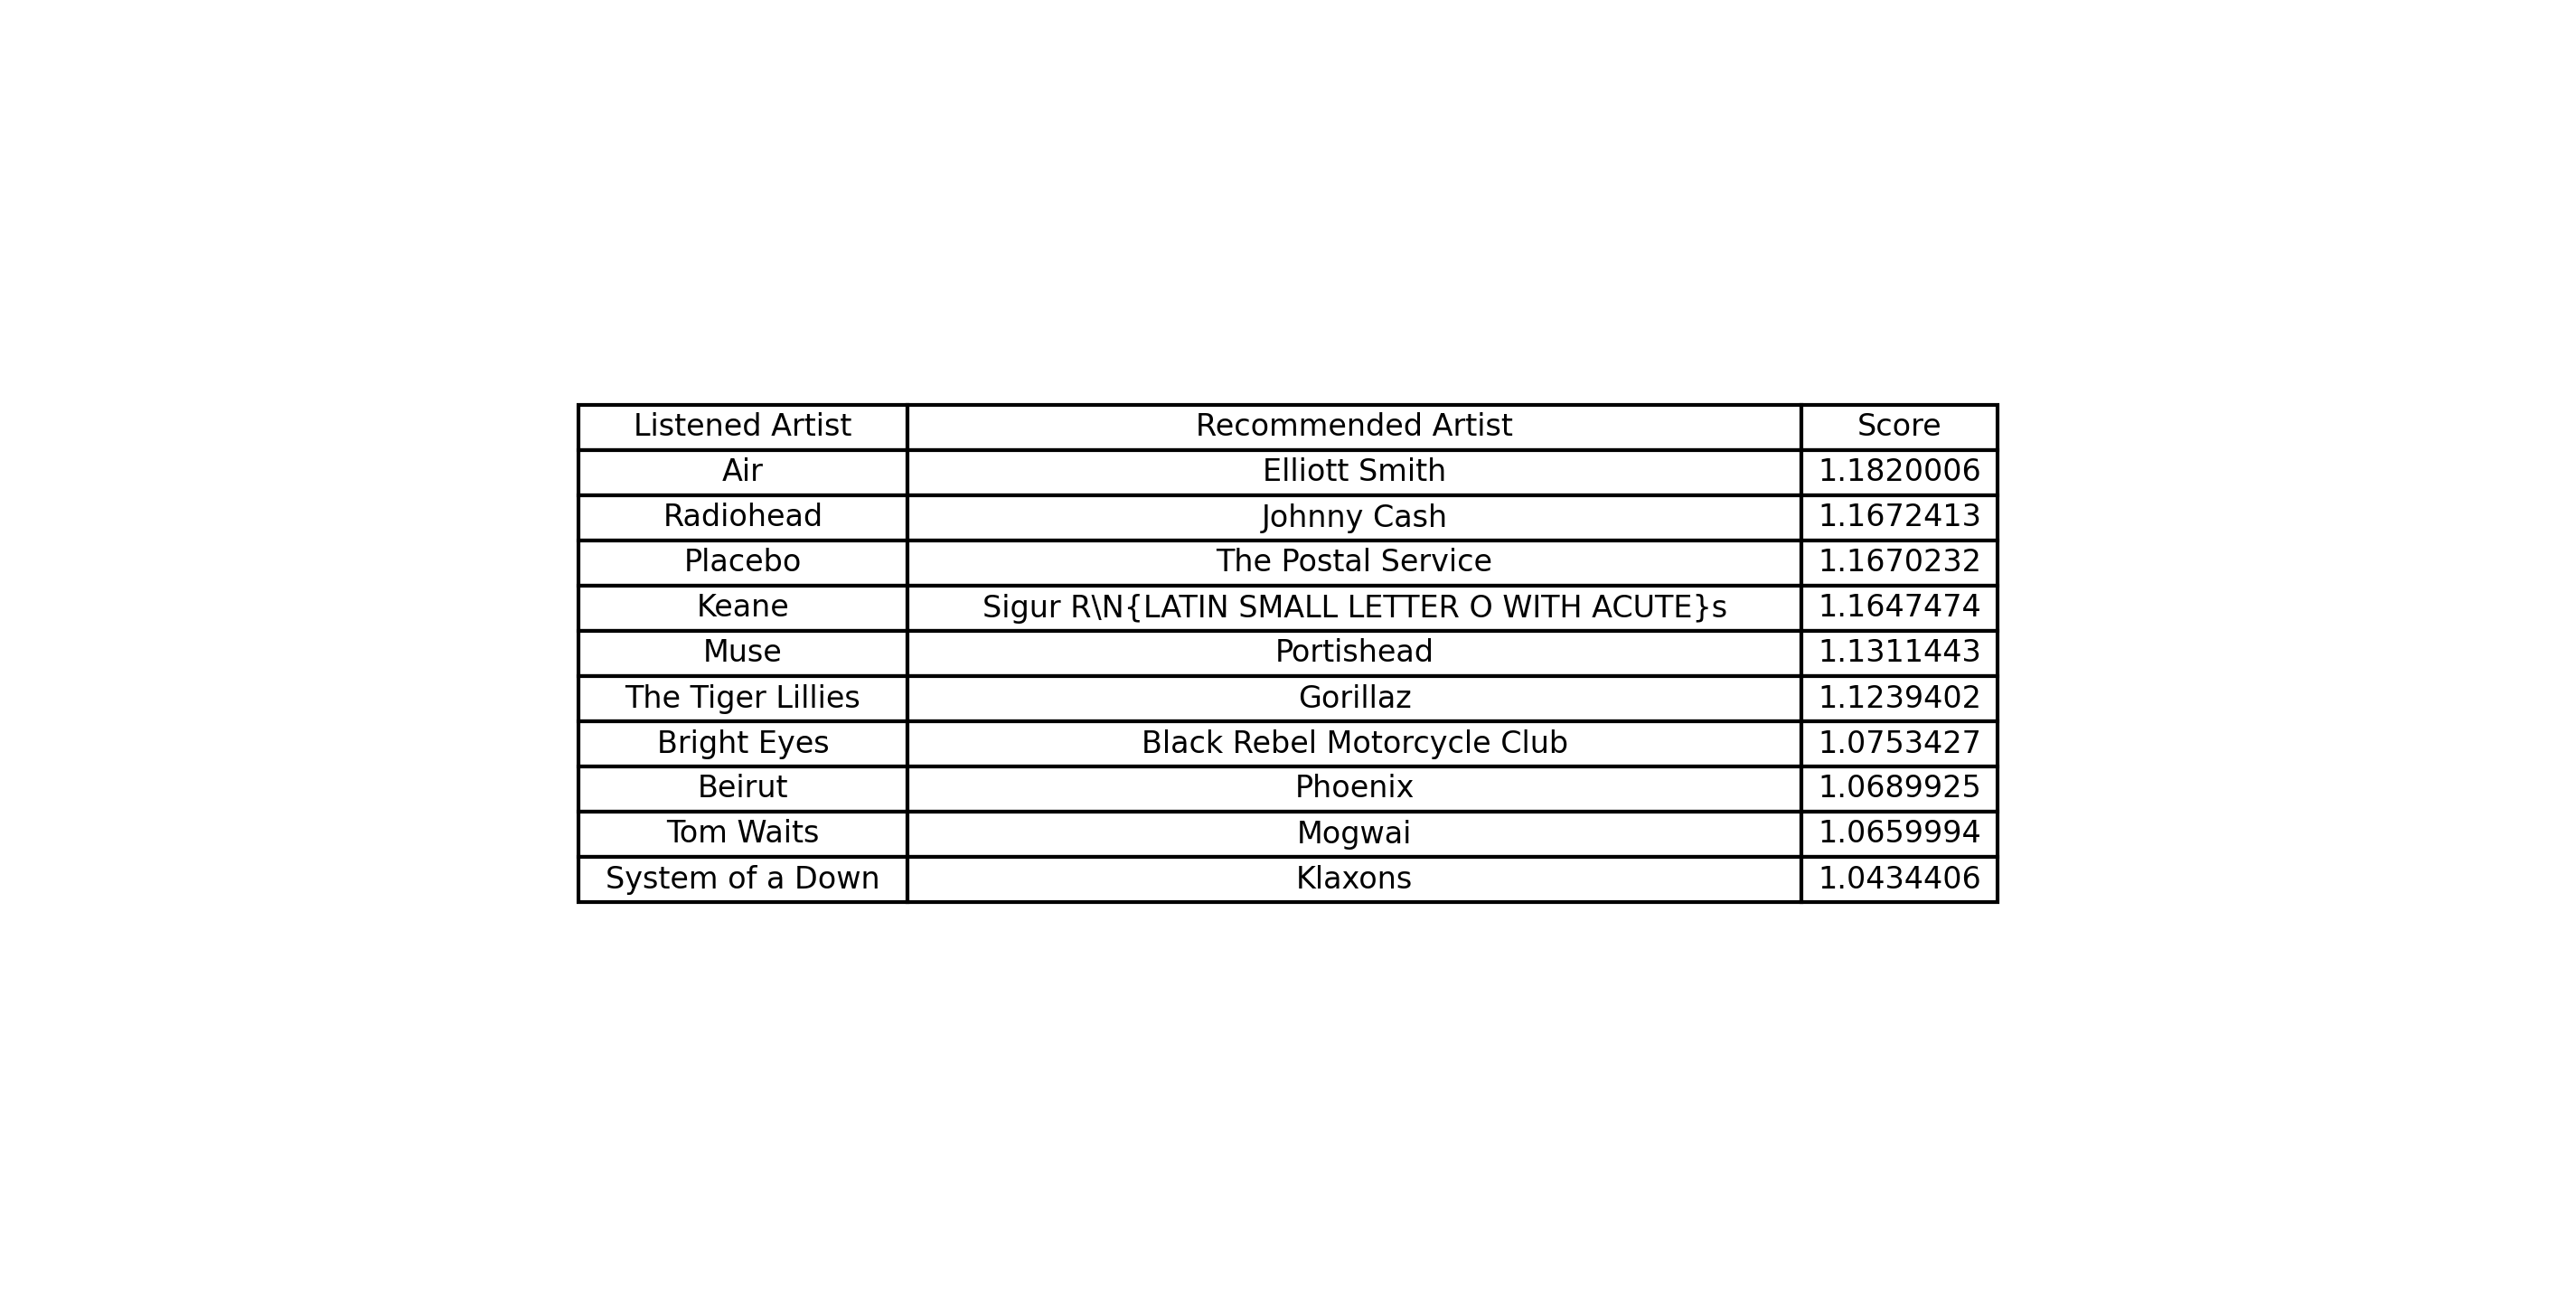 Listened Artist Recommended Artist Score
Air Elliott Smith 1.1820006
Radiohead Johnny Cash 1.1672413
Placebo The Postal Service 1.1670232
Keane Sigur R\N{LATIN SMALL LETTER O WITH ACUTE}s 1.1647474
Muse Portishead 1.1311443
The Tiger Lillies Gorillaz 1.1239402
Bright Eyes Black Rebel Motorcycle Club 1.0753427
Beirut Phoenix 1.0689925
Tom Waits Mogwai 1.0659994
System of a Down Klaxons 1.0434406